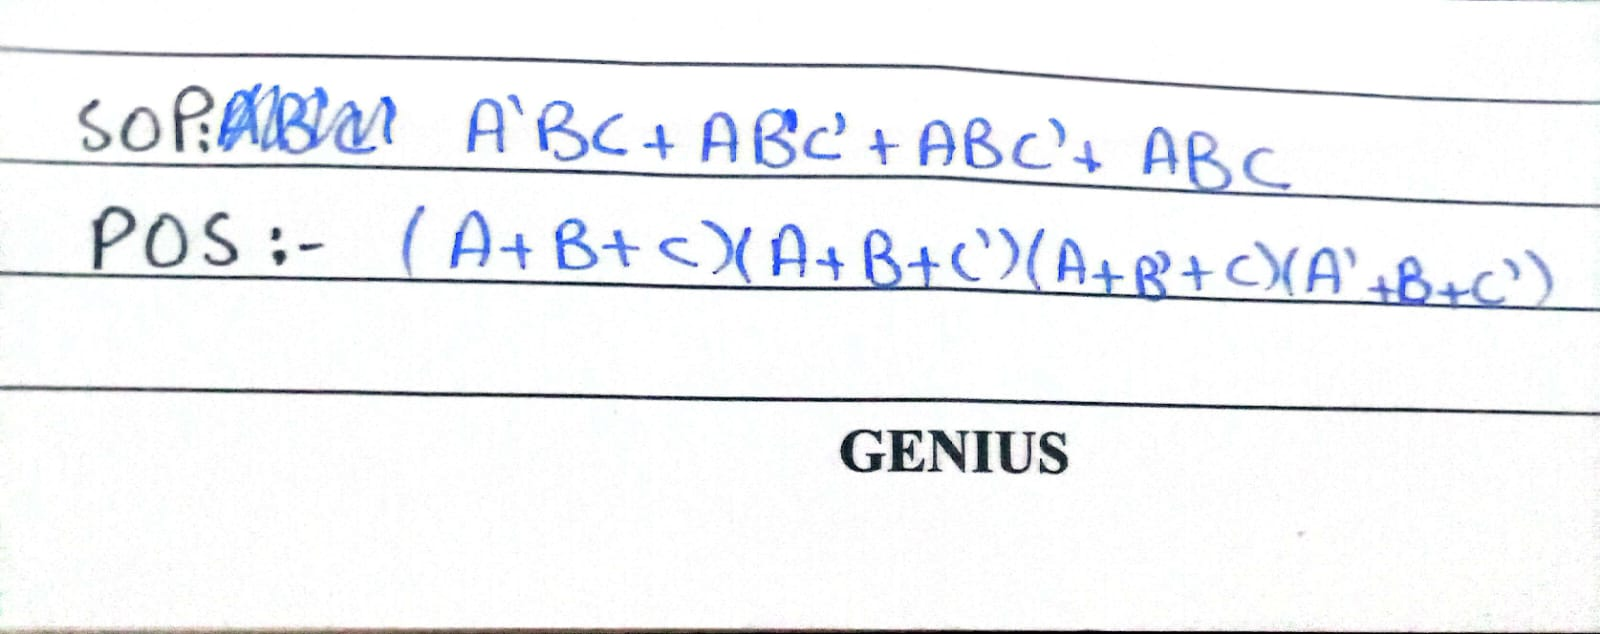 SOP: A'BC + AB'C' + ABC' + ABC
POS :- (A+B+C)(A+B+C')(A+B'+C)(A'+B+C')
GENIUS